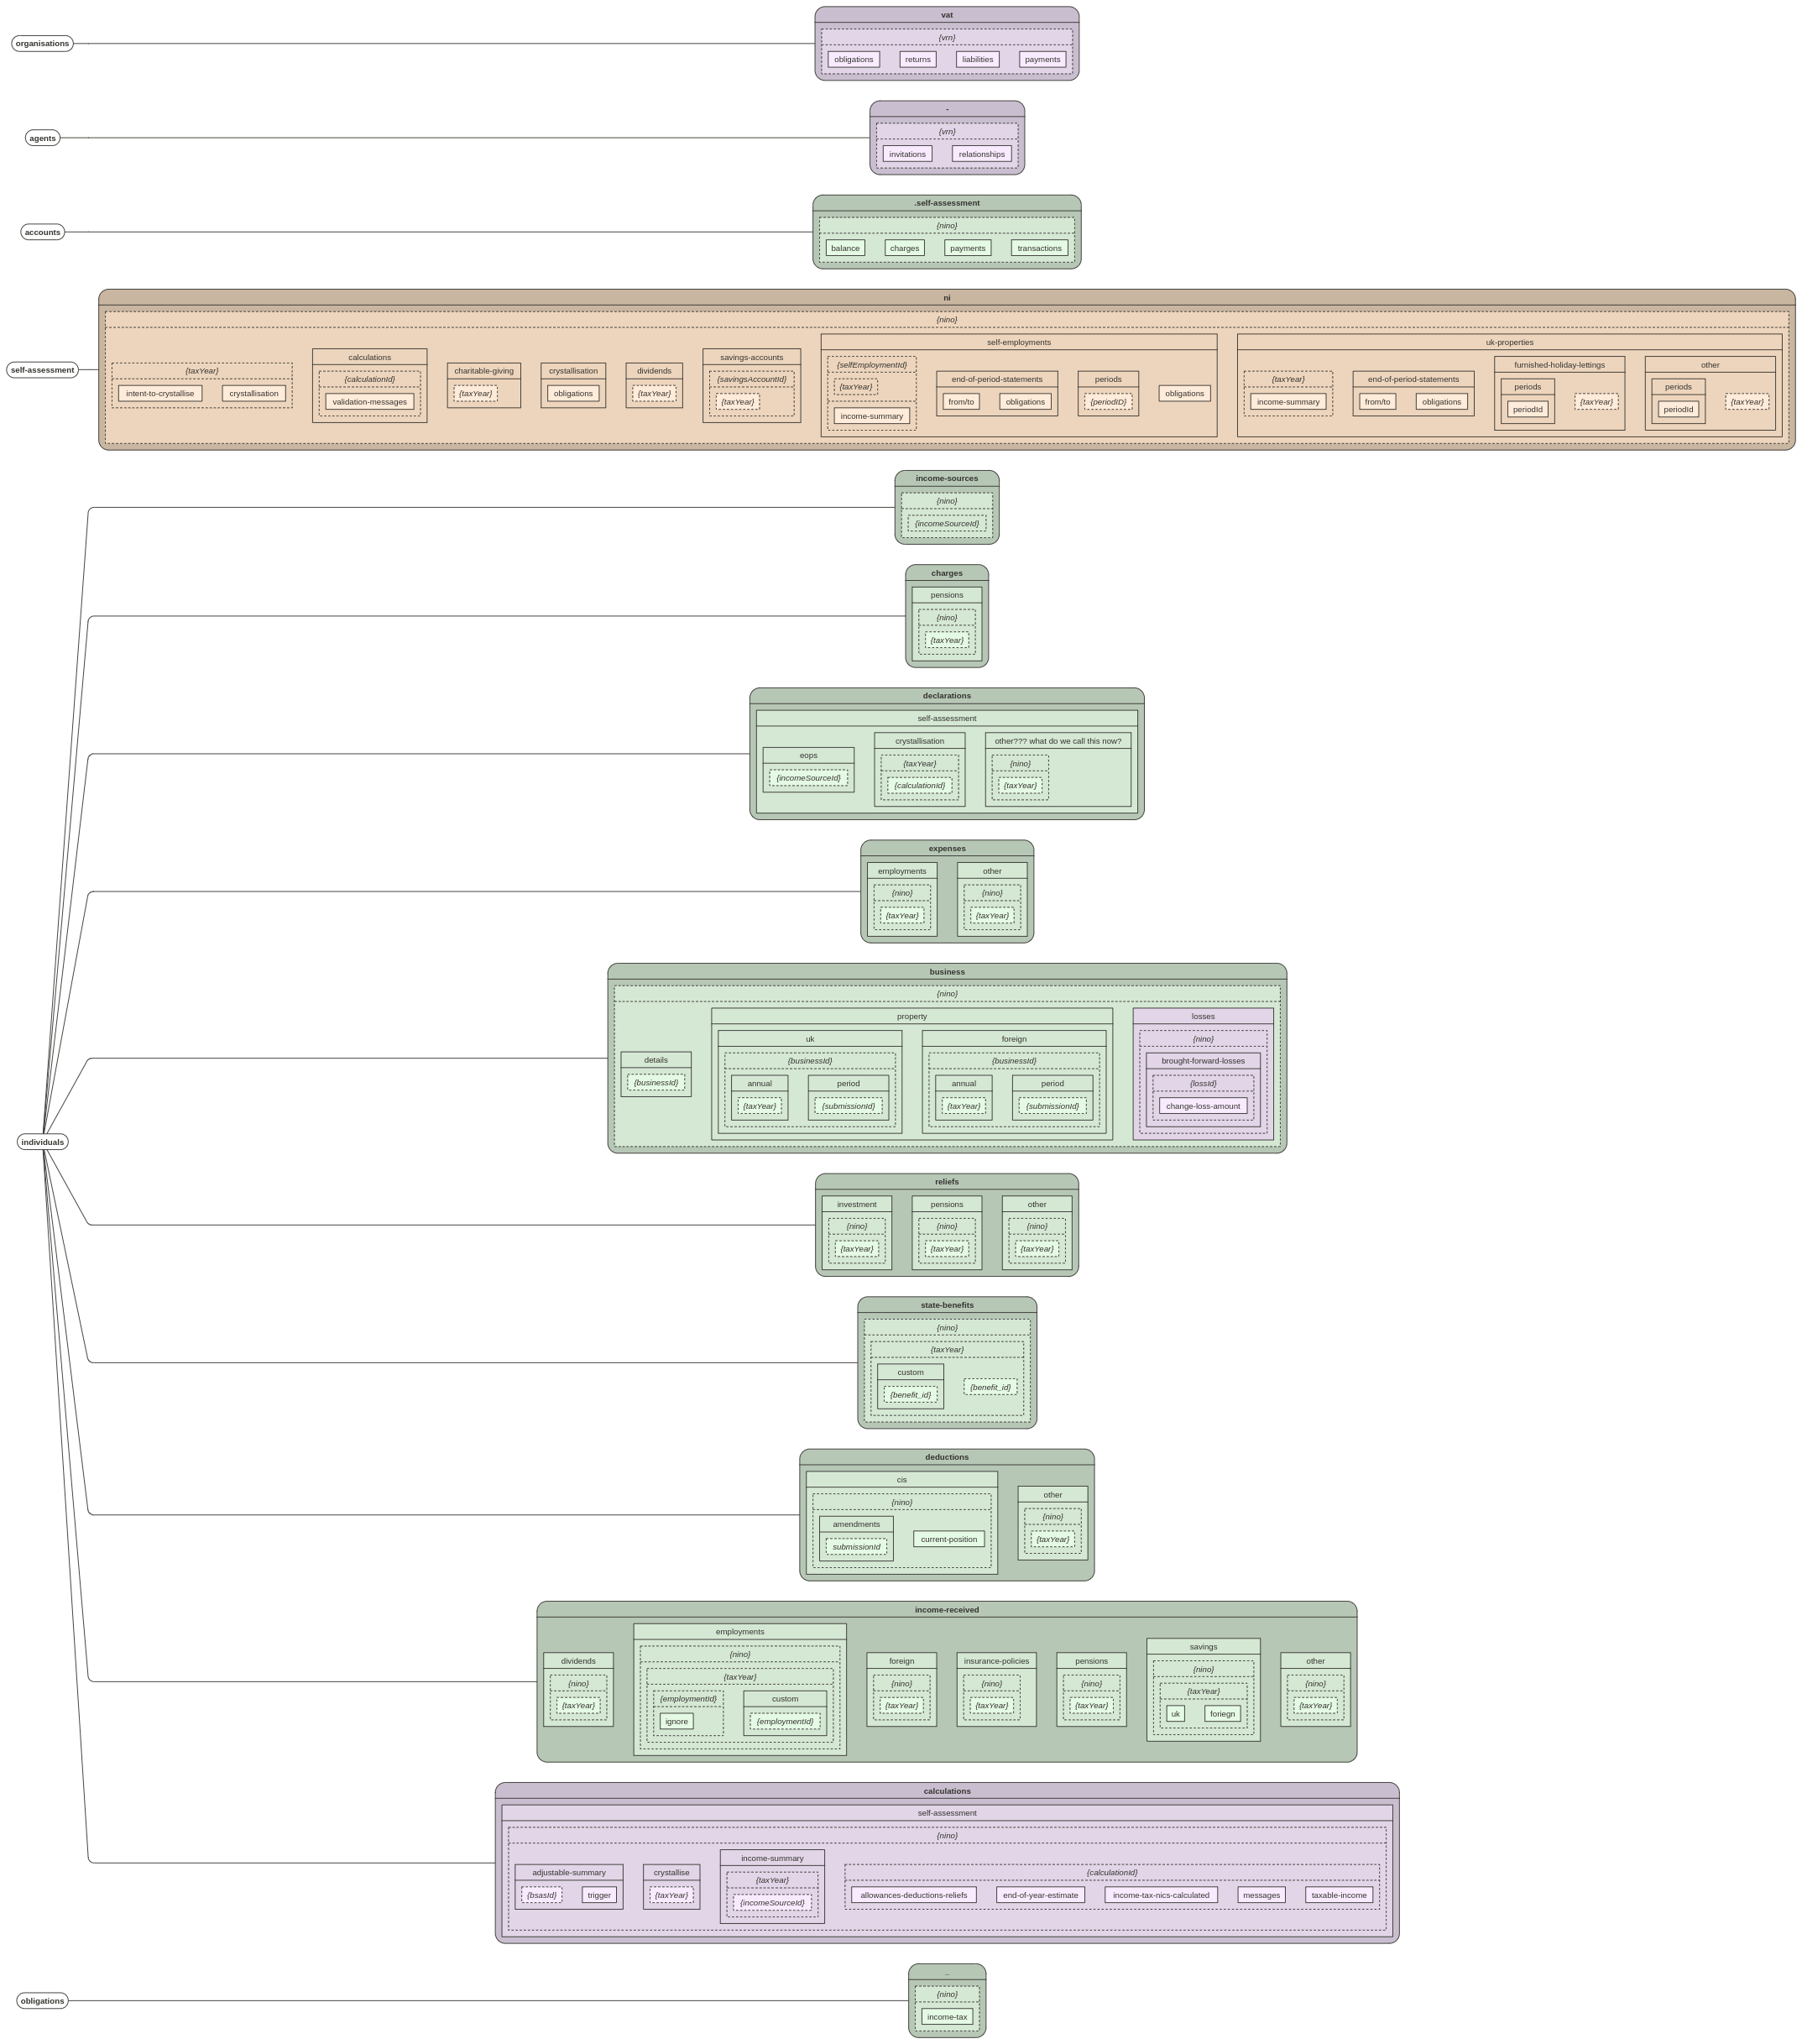 vat
organisations
{vrn}
obligations
returns
liabilities
payments
-
agents
{vrn}
invitations
relationships
.self-assessment
accounts
{nino}
balance
charges
payments
transactions
ni
self-assessment
{nino}
{taxYear}
intent-to-crystallise
crystallisation
calculations
{calculationId}
validation-messages
charitable-giving
{taxYear}
crystallisation
obligations
dividends
{taxYear}
savings-accounts
{savingsAccountId}
{taxYear}
self-employments
{selfEmploymentId}
{taxYear}
income-summary
end-of-period-statements
from/to
obligations
periods
{periodID}
obligations
uk-properties
{taxYear}
income-summary
end-of-period-statements
from/to
obligations
furnished-holiday-lettings
periods
periodId
{taxYear}
other
periods
periodId
{taxYear}
individuals
income-sources
{nino}
{incomeSourceId}
charges
pensions
{nino}
{taxYear}
declarations
self-assessment
eops
{incomeSourceId}
crystallisation
{taxYear}
{calculationId}
other??? what do we call this now?
{nino}
{taxYear}
expenses
employments
{nino}
{taxYear}
other
{nino}
{taxYear}
business
{nino}
details
{businessId}
property
uk
{businessId}
annual
{taxYear}
period
{submissionId}
foreign
{businessId}
annual
{taxYear}
period
{submissionId}
losses
{nino}
brought-forward-losses
{lossId}
change-loss-amount
reliefs
investment
{nino}
{taxYear}
pensions
{nino}
{taxYear}
other
{nino}
{taxYear}
state-benefits
{nino}
{taxYear}
custom
{benefit_id}
{benefit_id}
deductions
cis
{nino}
amendments
submissionId
current-position
other
{nino}
{taxYear}
income-received
dividends
{nino}
{taxYear}
employments
{nino}
{taxYear}
{employmentId}
ignore
custom
{employmentId}
foreign
{nino}
{taxYear}
insurance-policies
{nino}
{taxYear}
pensions
{nino}
{taxYear}
savings
{nino}
{taxYear}
uk
foriegn
other
{nino}
{taxYear}
calculations
self-assessment
{nino}
adjustable-summary
{bsasId}
trigger
crystallise
{taxYear}
income-summary
{taxYear}
{incomeSourceId}
{calculationId}
allowances-deductions-reliefs
end-of-year-estimate
income-tax-nics-calculated
messages
taxable-income
obligations
{nino}
income-tax